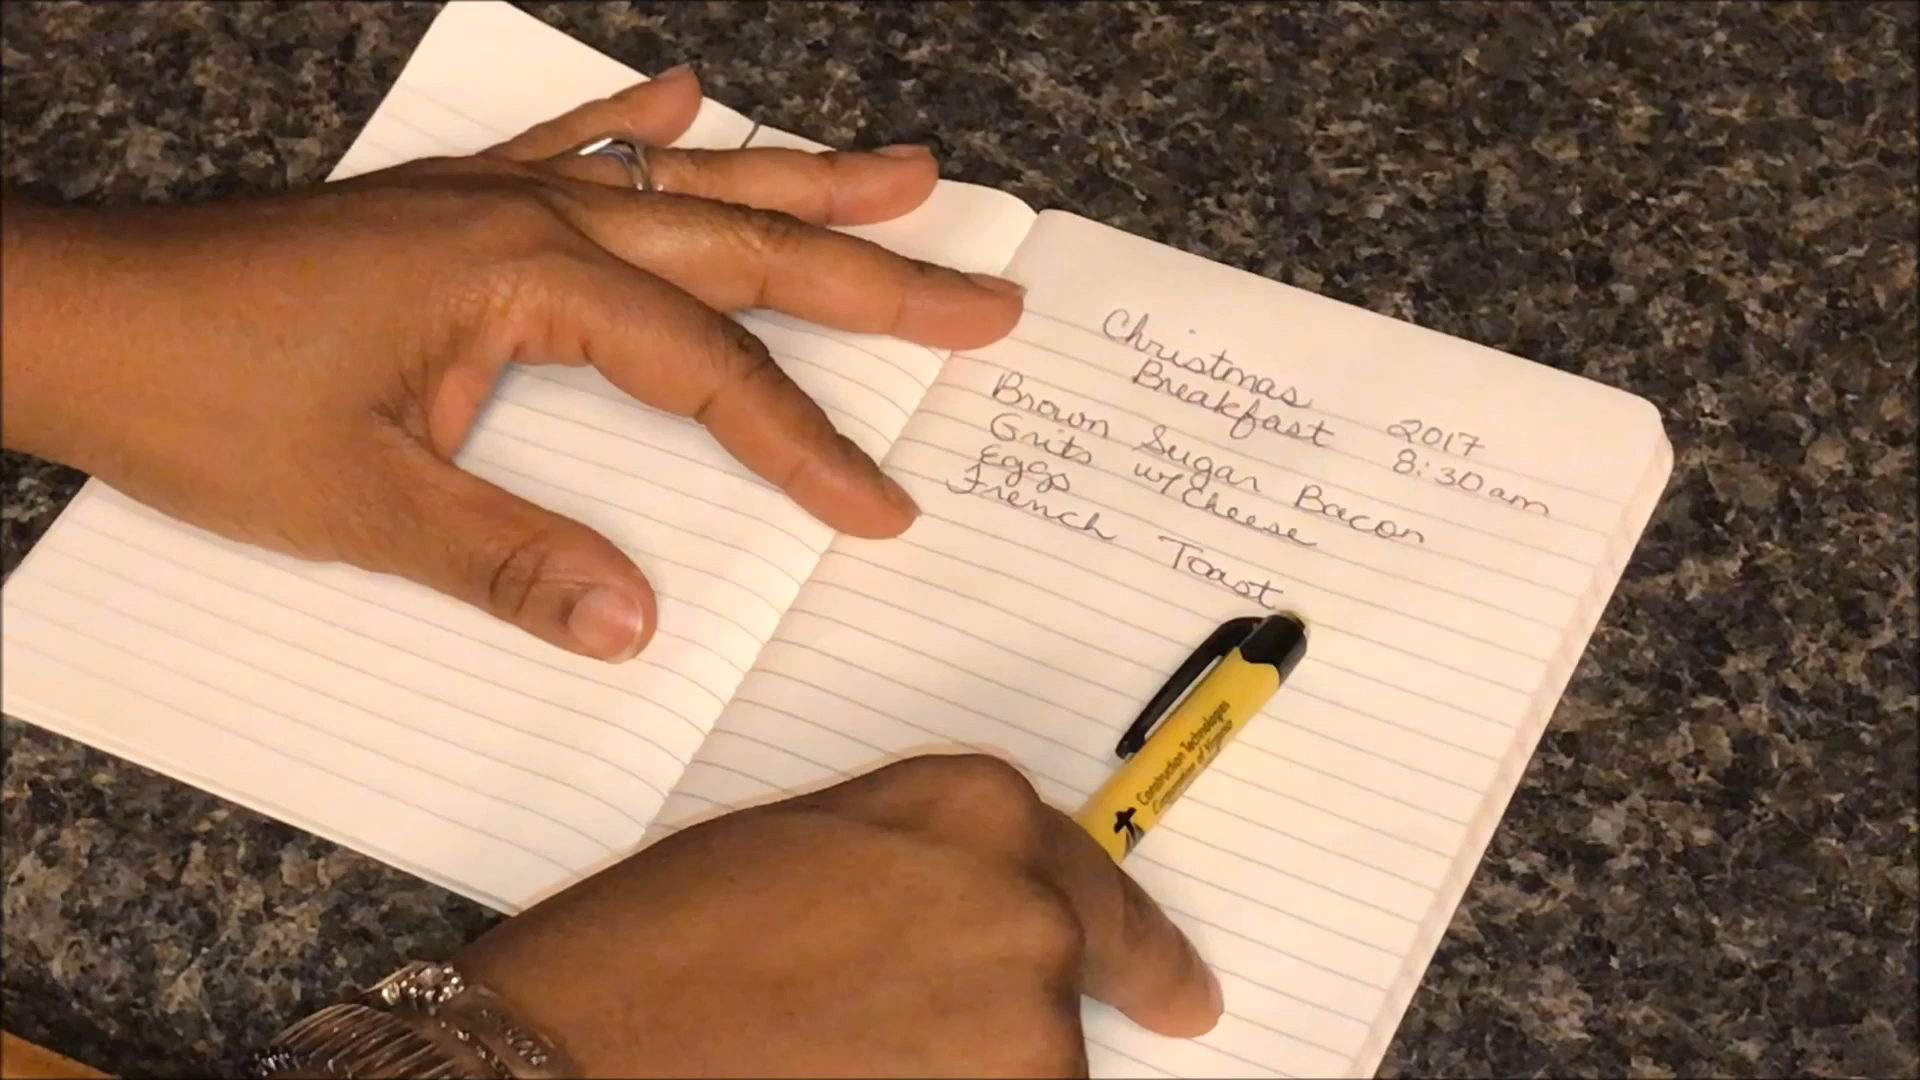 Christmas
Breakfast 2017
8:30am
Brown Sugar Bacon
Grits w/ Cheese
Eggs
French Toast
Construction Technologies
Corporation of Virginia